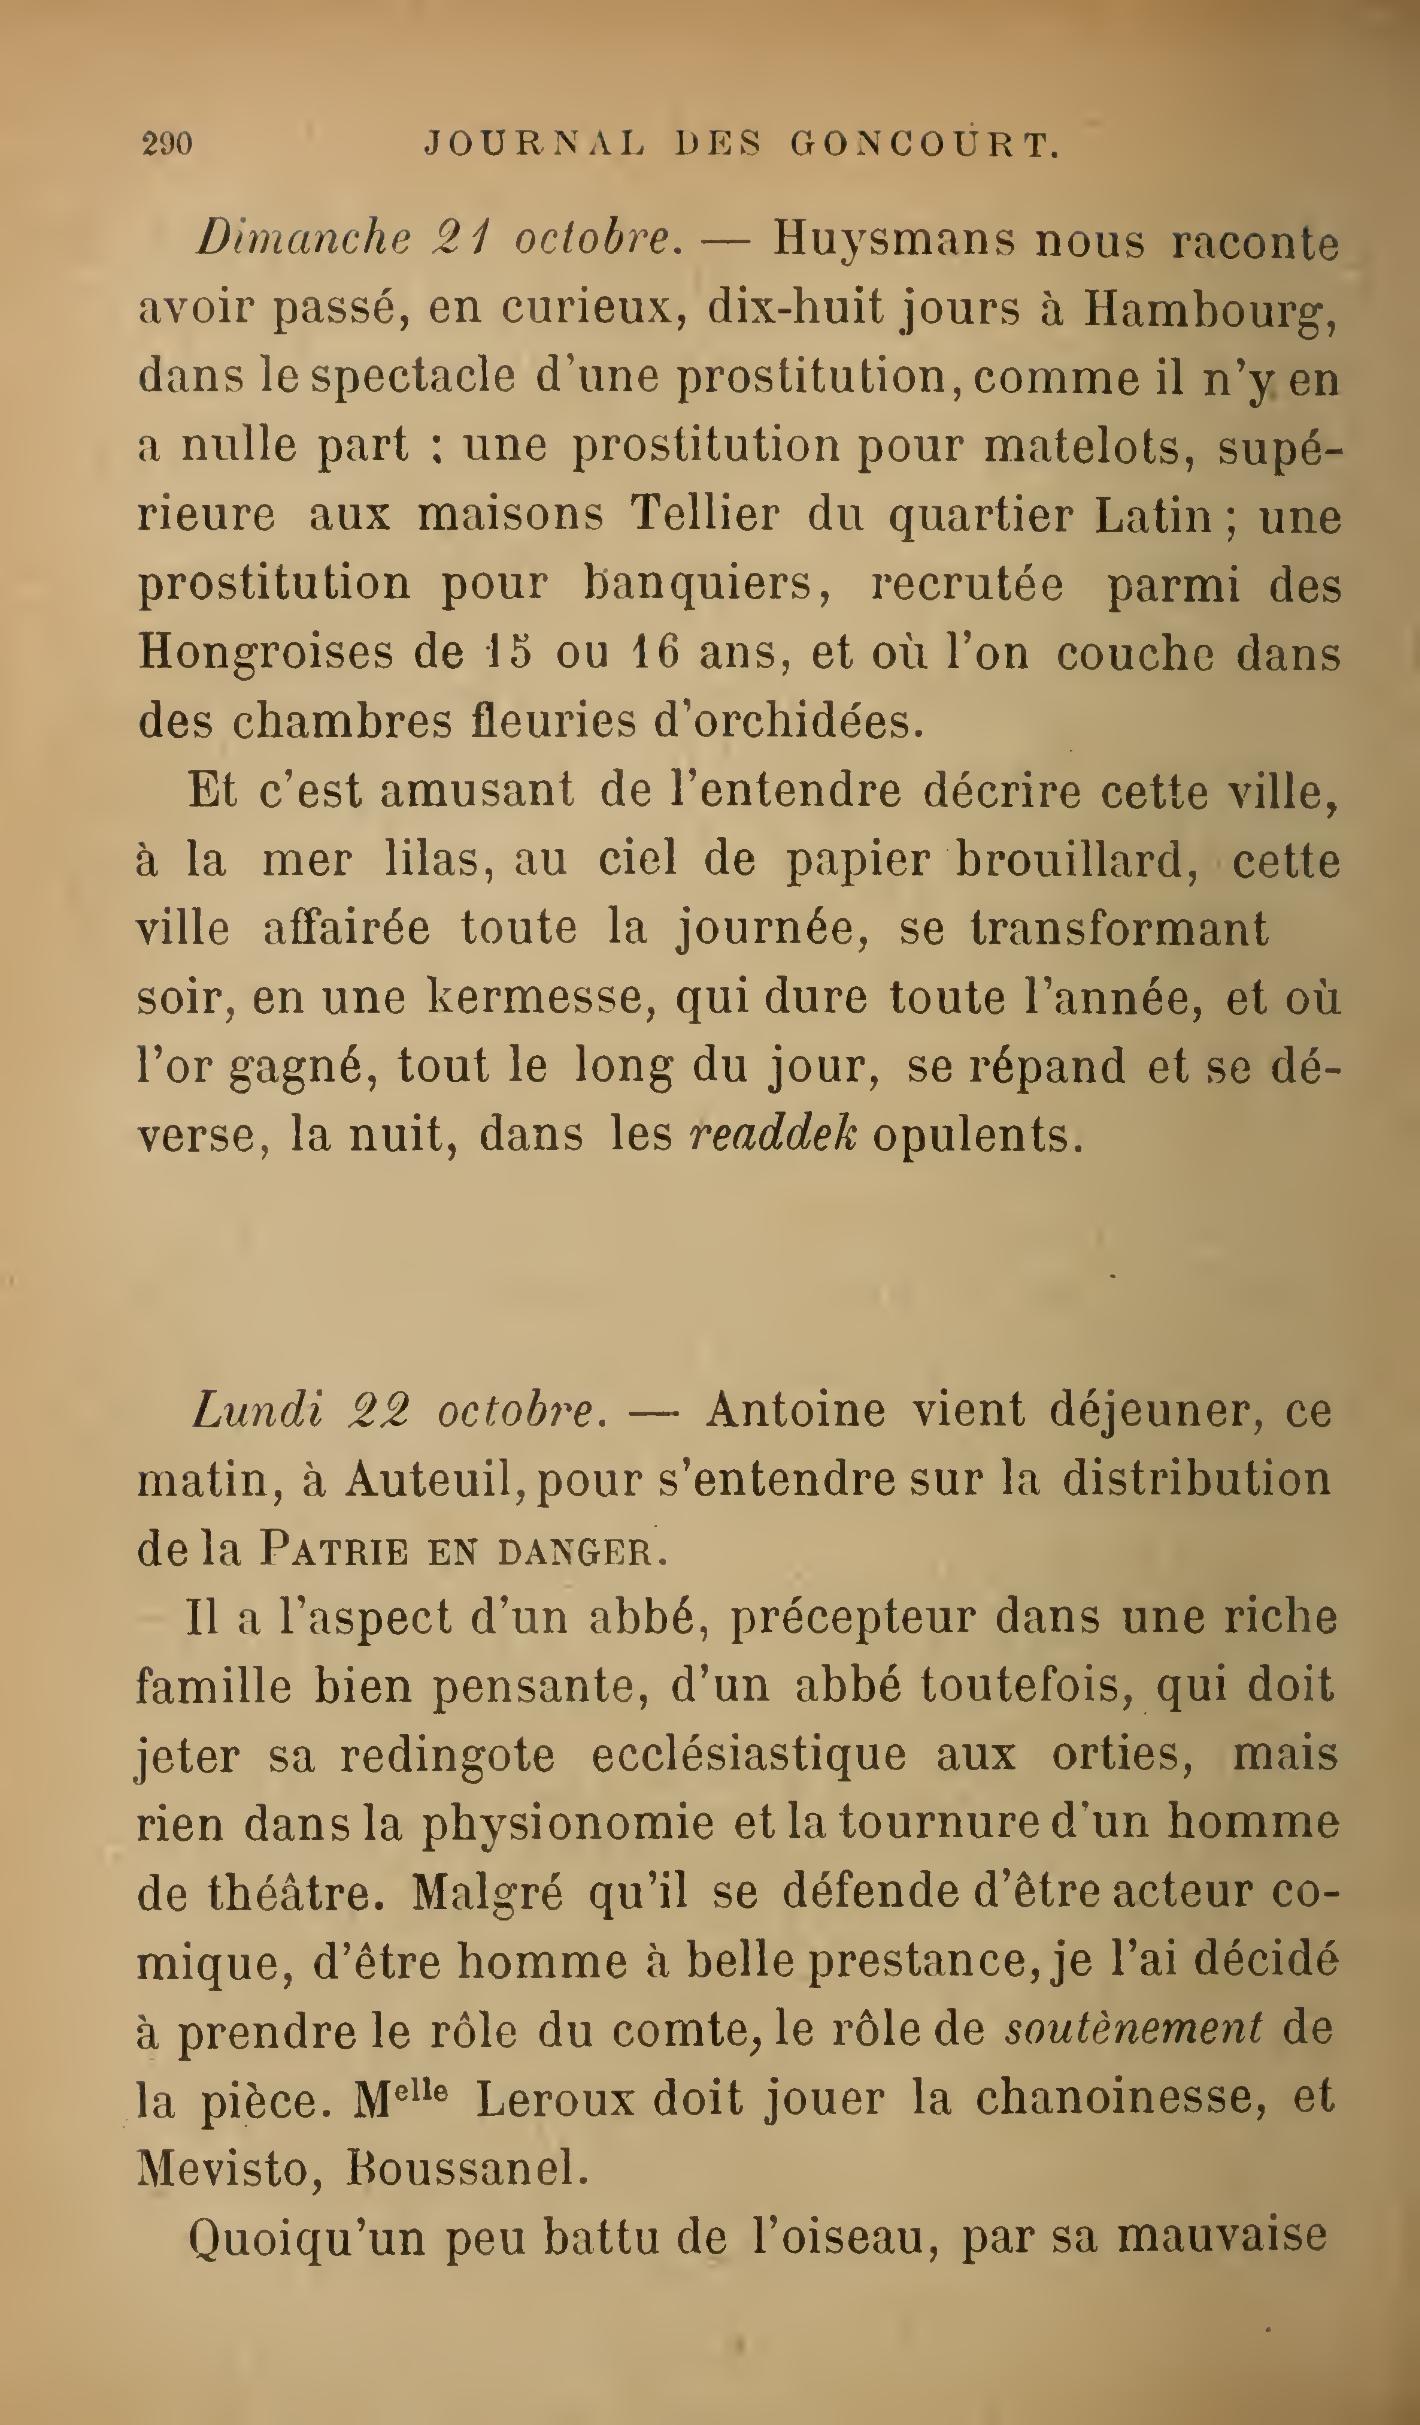 290 JOURNAL DES GONCOURT.
Dimanche 21 octobre. — Huysmans nous raconte
avoir passé, en curieux, dix-huit jours à Hambourg,
dans le spectacle d'une prostitution, comme il n'y en
a nulle part : une prostitution pour matelots, supé-
rieure aux maisons Tellier du quartier Latin ; une
prostitution pour banquiers, recrutée parmi des
Hongroises de 15 ou 16 ans, et où l'on couche dans
des chambres fleuries d'orchidées.
Et c'est amusant de l'entendre décrire cette ville,
à la mer lilas, au ciel de papier brouillard, cette
ville affairée toute la journée, se transformant
soir, en une kermesse, qui dure toute l'année, et où
l'or gagné, tout le long du jour, se répand et se dé-
verse, la nuit, dans les readdek opulents.
Lundi 22 octobre. — Antoine vient déjeuner, ce
matin, à Auteuil, pour s'entendre sur la distribution
de la PATRIE EN DANGER.
Il a l'aspect d'un abbé, précepteur dans une riche
famille bien pensante, d'un abbé toutefois, qui doit
jeter sa redingote ecclésiastique aux orties, mais
rien dans la physionomie et la tournure d'un homme
de théâtre. Malgré qu'il se défende d'être acteur co-
mique, d'être homme à belle prestance, je l'ai décidé
à prendre le rôle du comte, le rôle de soutènement de
la pièce. Melle Leroux doit jouer la chanoinesse, et
Mevisto, Boussanel.
Quoiqu'un peu battu de l'oiseau, par sa mauvaise